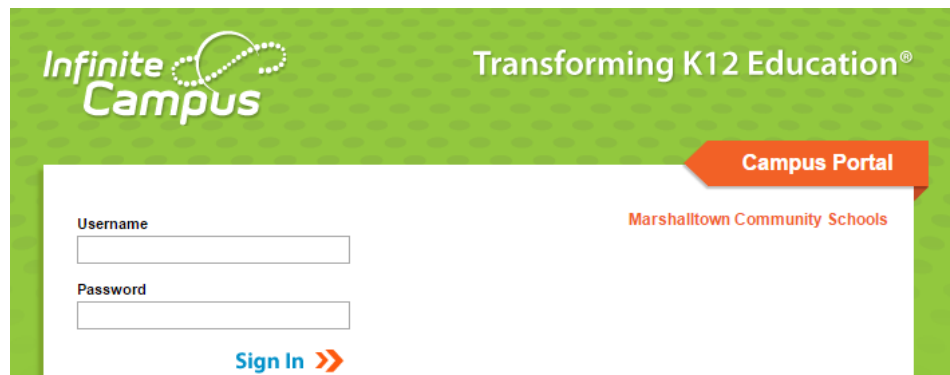 Infinite
Campus
Transforming K12 Education®
Campus Portal
Marshalltown Community Schools
Username
Password
Sign In